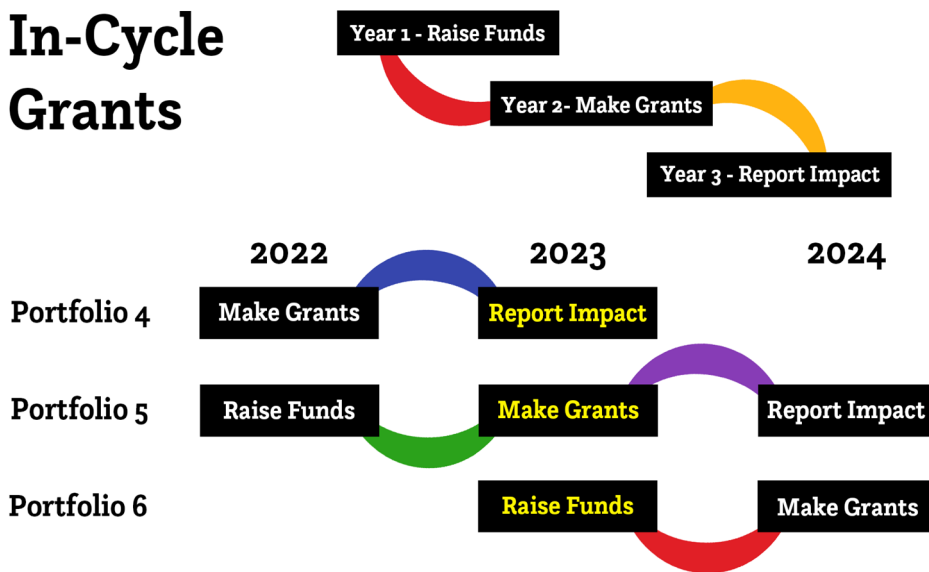 In-Cycle
Grants
Year 1 - Raise Funds
Year 2- Make Grants
Year 3 - Report Impact
2022 2023 2024
Portfolio 4 Make Grants Report Impact
Portfolio 5 Raise Funds Make Grants Report Impact
Portfolio 6 Raise Funds Make Grants